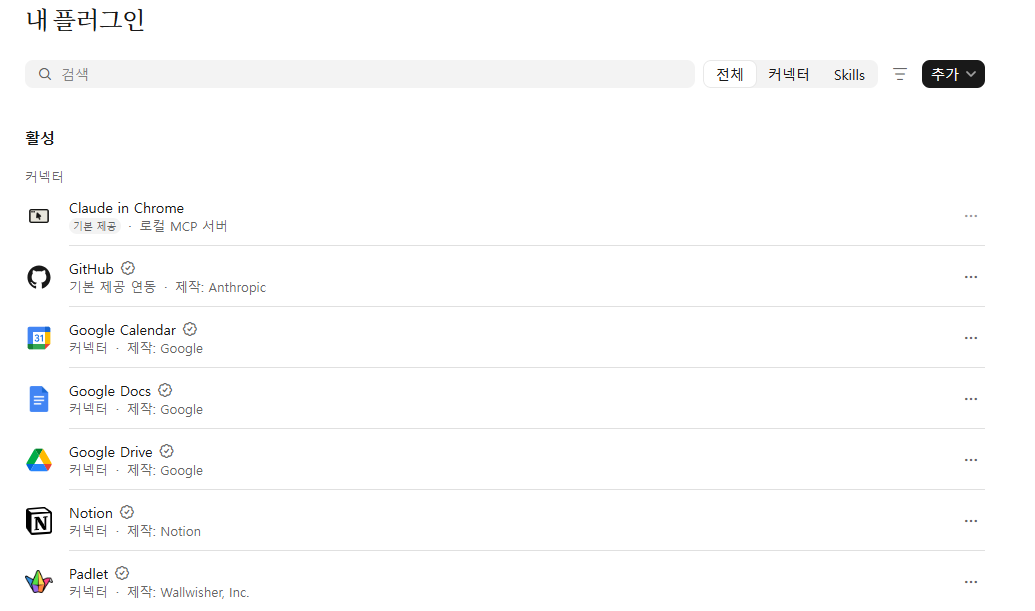 내 플러그인
검색
전체 커넥터 Skills
추가
활성
커넥터
Claude in Chrome
기본 제공 · 로컬 MCP 서버
GitHub
기본 제공 연동 · 제작: Anthropic
31
Google Calendar
커넥터 · 제작: Google
Google Docs
커넥터 · 제작: Google
Google Drive
커넥터 · 제작: Google
N
Notion
커넥터 · 제작: Notion
Padlet
커넥터 · 제작: Wallwisher, Inc.